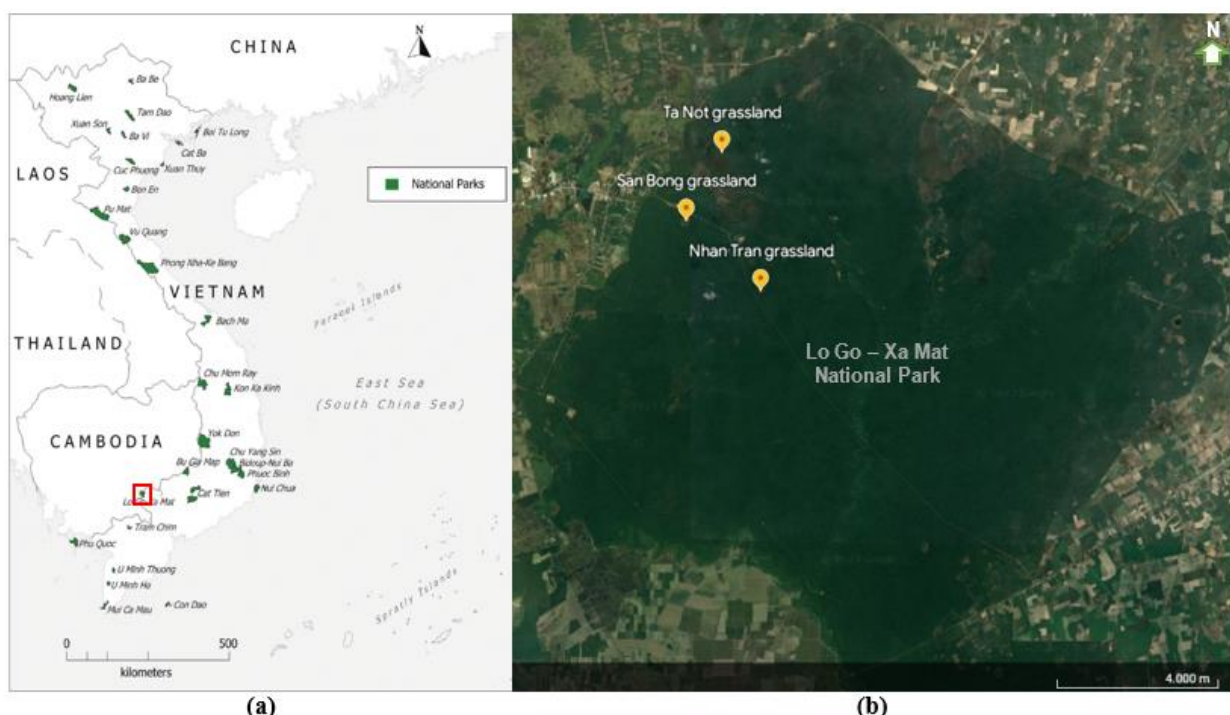 CHINA
N
Ba Be
Hoang Lien
Tam Dao
Xuan Son
Ba Vi
Bai Tu Long
Cat Ba
Cuc Phuong
Xuan Thuy
LAOS
Ben En
National Parks
Pu Mat
Vu Quang
Phong Nha-Ke Bang
VIETNAM
Bach Ma
Paracel Islands
THAILAND
Chu Mom Ray
Kon Ka Kinh
East Sea
(South China Sea)
CAMBODIA
Yok Don
Chu Yang Sin
Bu Gia Map
Bidoup-Nui Ba
Phuoc Binh
Nui Chua
Cat Tien
Mat
Tram Chim
Phu Quoc
U Minh Thuong
U Minh Ha
Mui Ca Mau
Con Dao
Spratly Islands
0 500
kilometers
(a)
N
Ta Not grassland
San Bong grassland
Nhan Tran grassland
Lo Go – Xa Mat
National Park
4.000 m
(b)